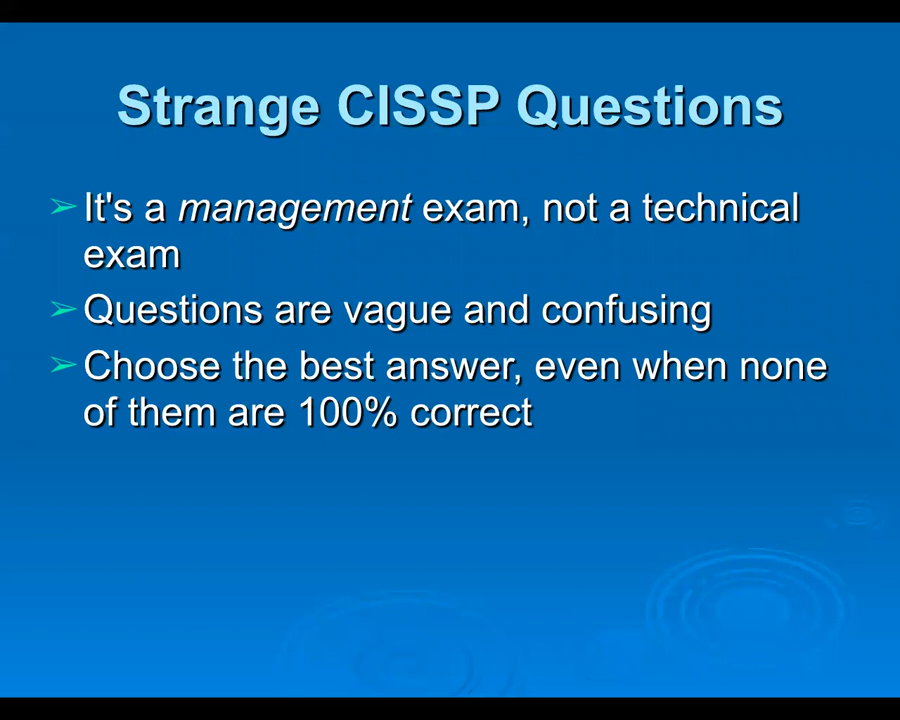 Strange CISSP Questions
➢ It's a management exam, not a technical
exam
➢ Questions are vague and confusing
➢ Choose the best answer, even when none
of them are 100% correct